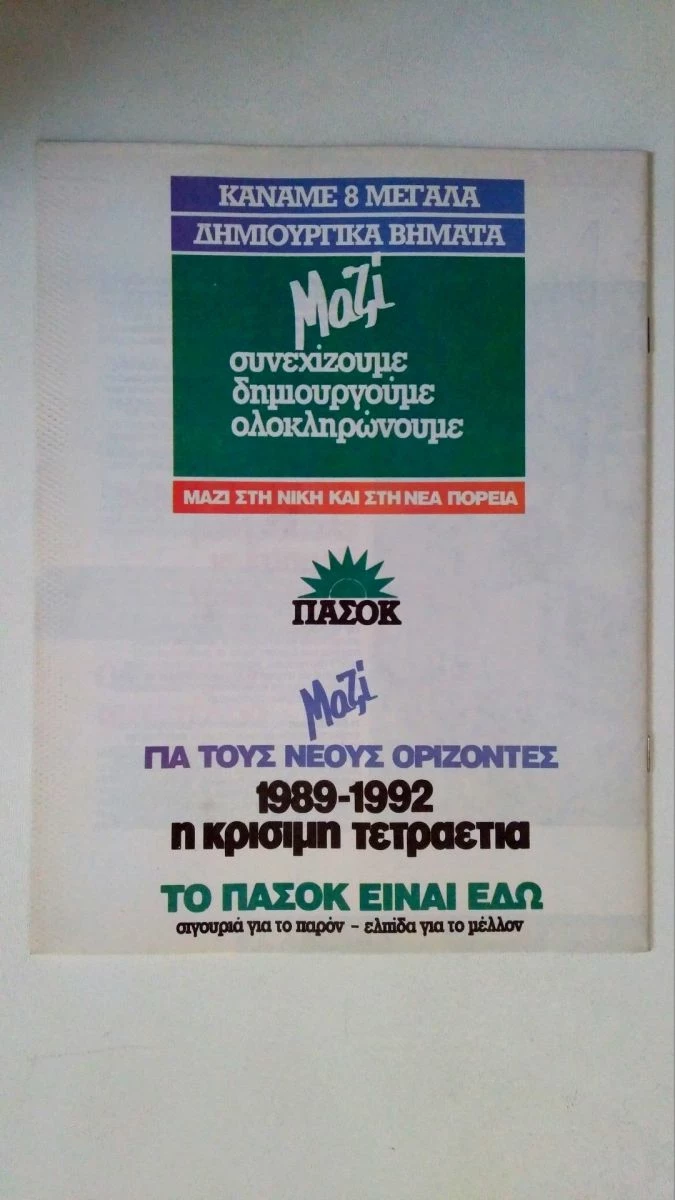 ΚΑΝΑΜΕ 8 ΜΕΓΑΛΑ
ΔΗΜΙΟΥΡΓΙΚΑ ΒΗΜΑΤΑ
Μαζί
συνεχίζουμε
δημιουργούμε
ολοκληρώνουμε
ΜΑΖΙ ΣΤΗ ΝΙΚΗ ΚΑΙ ΣΤΗ ΝΕΑ ΠΟΡΕΙΑ
ΠΑΣΟΚ
Μαζί
ΓΙΑ ΤΟΥΣ ΝΕΟΥΣ ΟΡΙΖΟΝΤΕΣ
1989-1992
η κρισιμη τετραετια
ΤΟ ΠΑΣΟΚ ΕΙΝΑΙ ΕΔΩ
σιγουριά για το παρόν - ελπίδα για το μέλλον